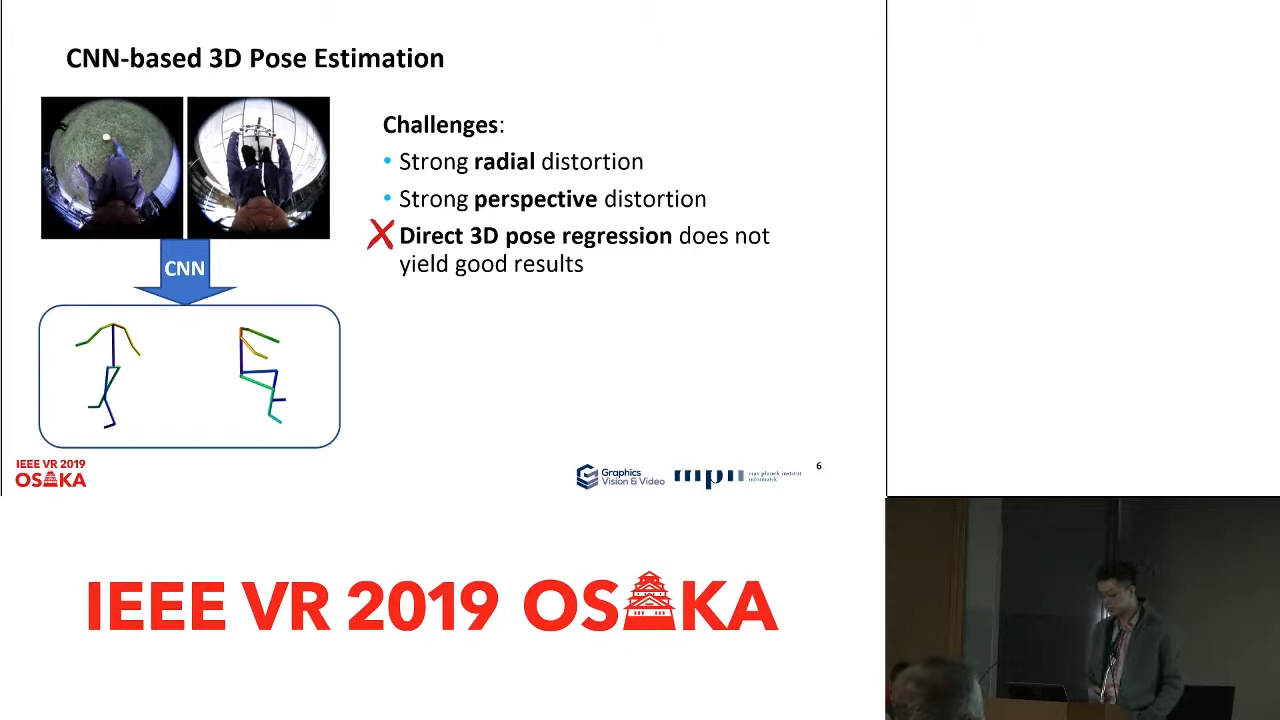 CNN-based 3D Pose Estimation
Challenges:
• Strong radial distortion
• Strong perspective distortion
Direct 3D pose regression does not
yield good results
CNN
IEEE VR 2019
OSAKA
Graphics
Vision & Video
mpii
max planck institut
informatik
6
IEEE VR 2019 OSAKA